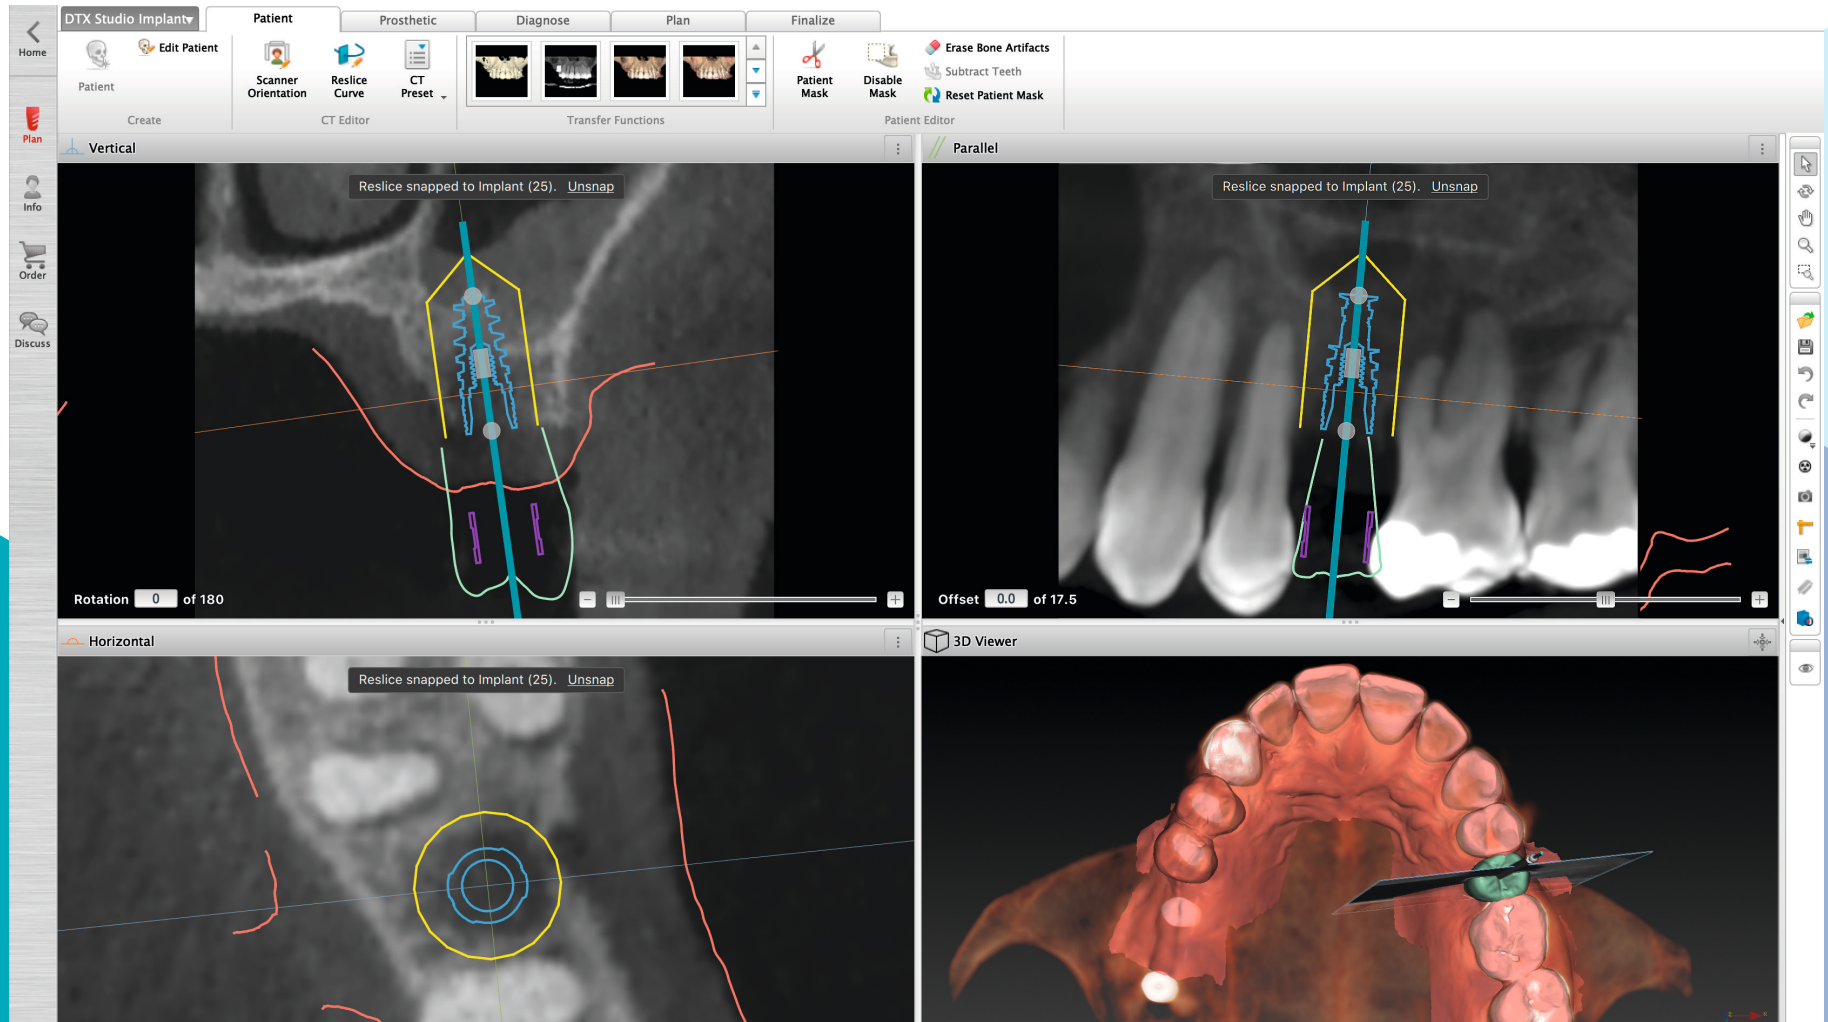 DTX Studio Implant
Patient
Prosthetic
Diagnose
Plan
Finalize
Home
Plan
Info
Order
Discuss
Patient
Edit Patient
Create
Scanner
Orientation
Reslice
Curve
CT
Preset
CT Editor
Transfer Functions
Patient
Mask
Disable
Mask
Erase Bone Artifacts
Subtract Teeth
Reset Patient Mask
Patient Editor
Vertical
Reslice snapped to Implant (25). Unsnap
Rotation 0 of 180
Parallel
Reslice snapped to Implant (25). Unsnap
Offset 0.0 of 17.5
Horizontal
Reslice snapped to Implant (25). Unsnap
3D Viewer